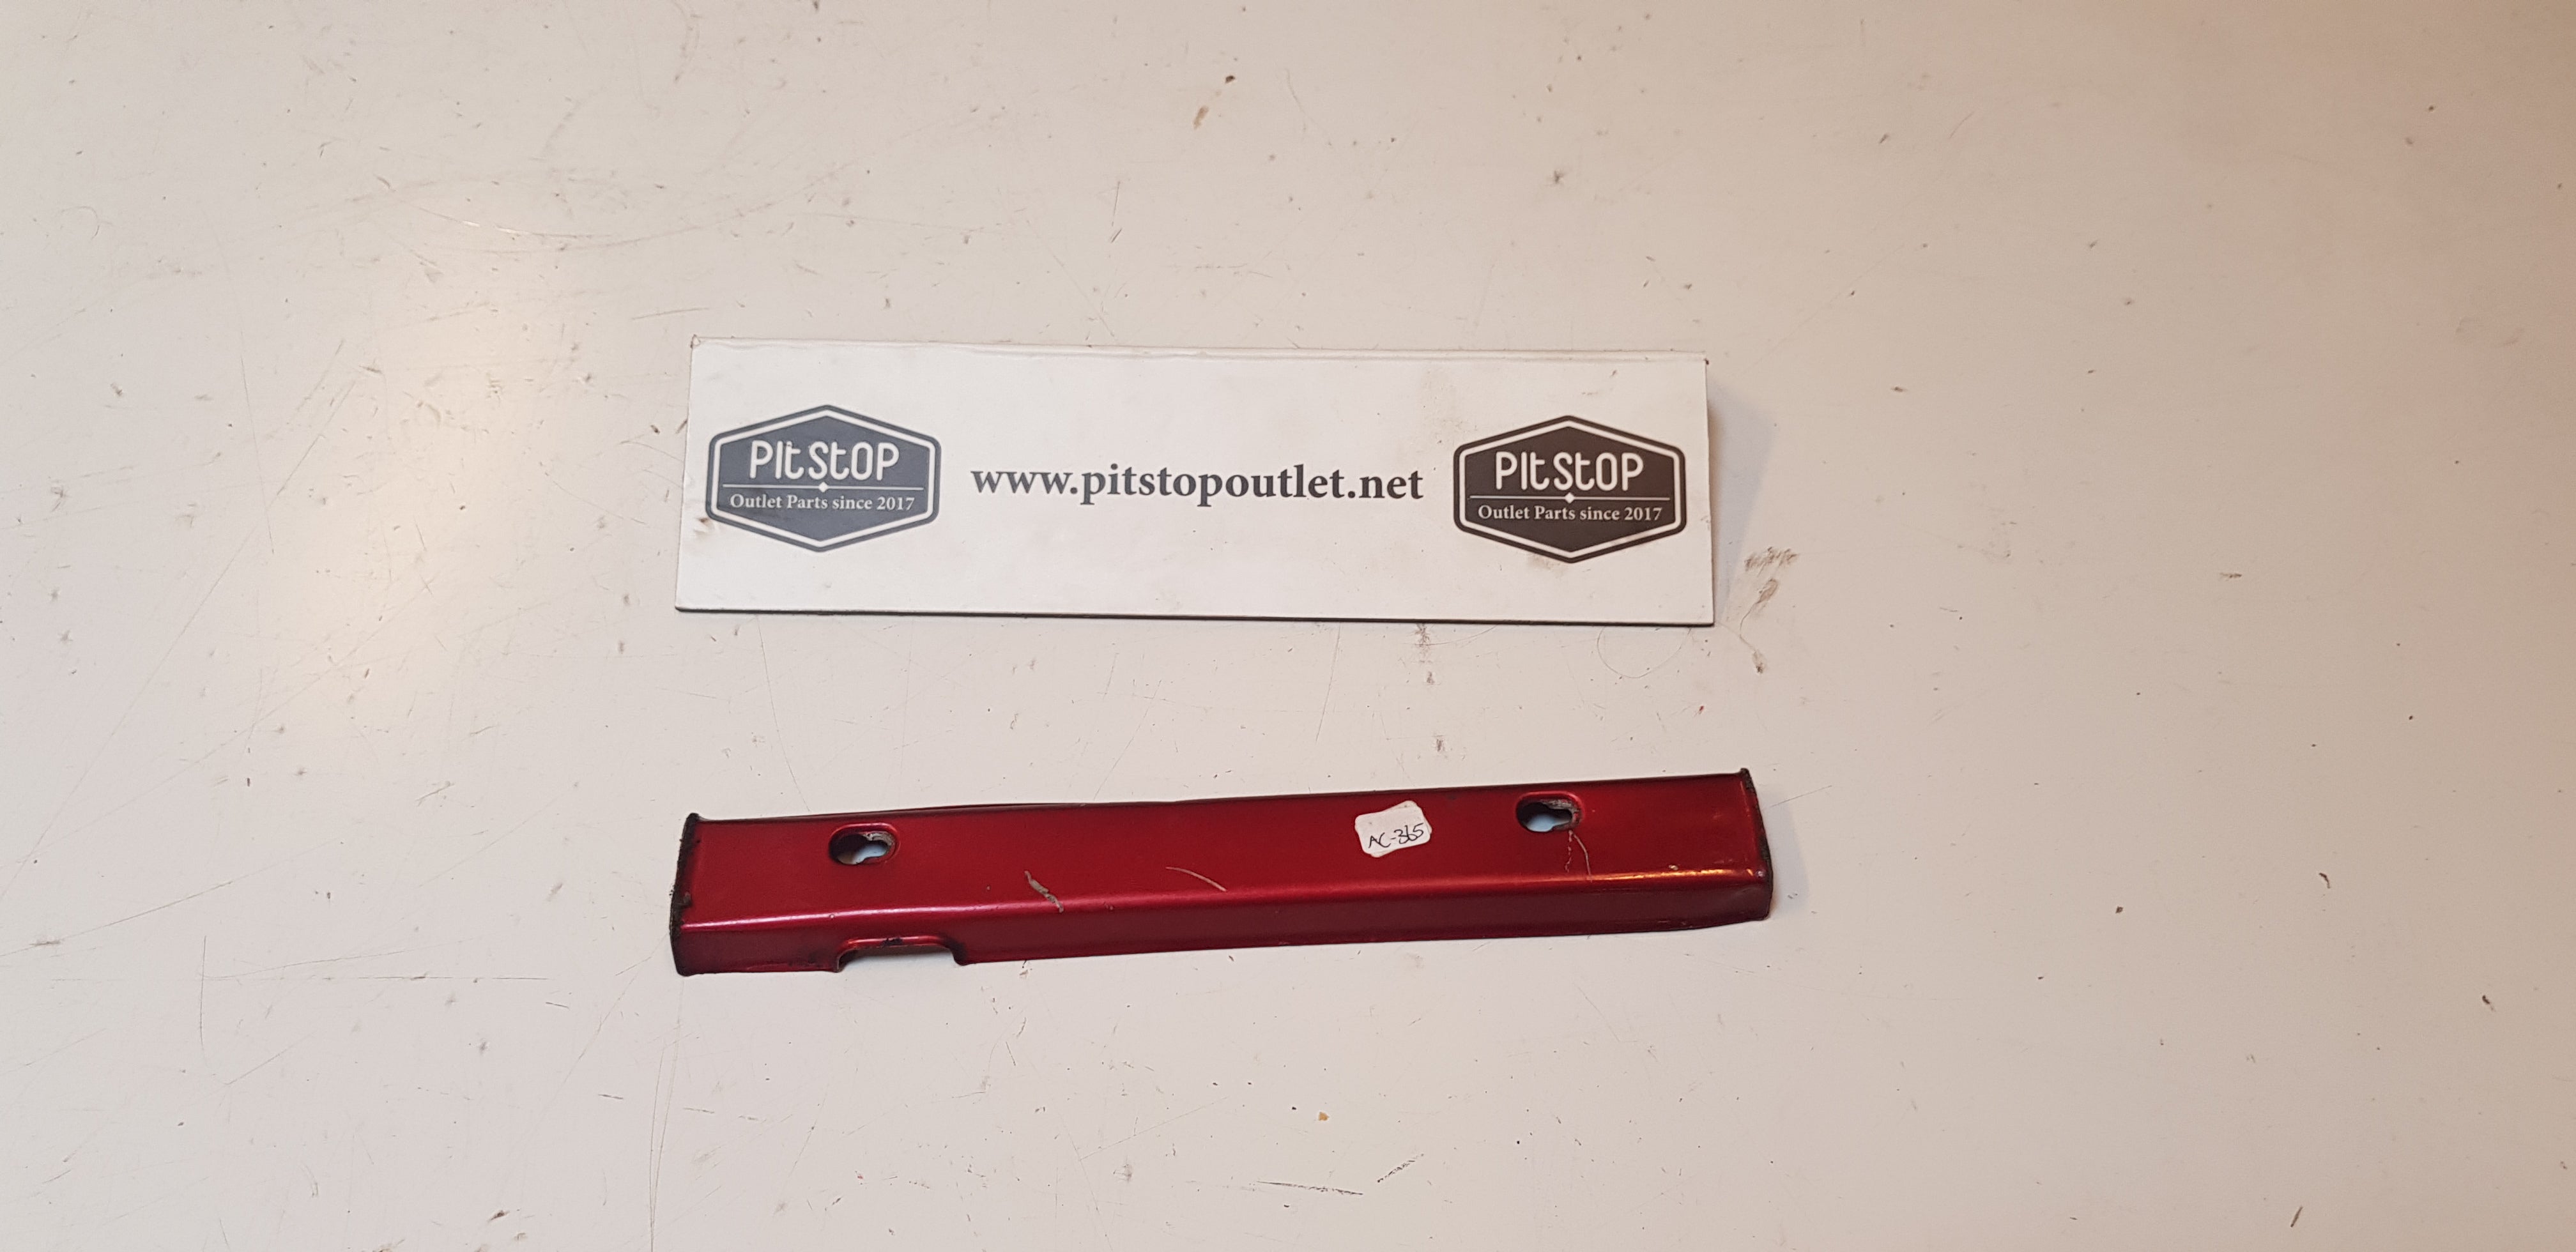 PitStOP
Outlet Parts since 2017
www.pitstopoutlet.net
PitStOP
Outlet Parts since 2017
AC-365